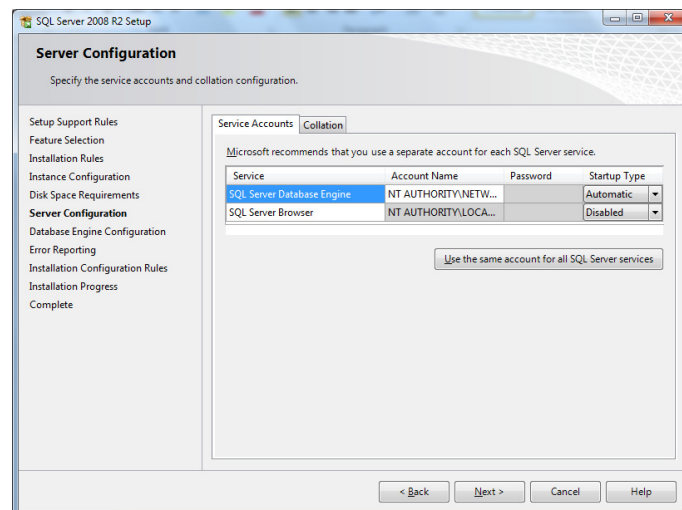 SQL Server 2008 R2 Setup
Server Configuration
Specify the service accounts and collation configuration.
Setup Support Rules
Feature Selection
Installation Rules
Instance Configuration
Disk Space Requirements
Server Configuration
Database Engine Configuration
Error Reporting
Installation Configuration Rules
Installation Progress
Complete
Service Accounts Collation
Microsoft recommends that you use a separate account for each SQL Server service.
Service Account Name Password Startup Type
SQL Server Database Engine NT AUTHORITY\NETW... Automatic
SQL Server Browser NT AUTHORITY\LOCA... Disabled
Use the same account for all SQL Server services
< Back Next > Cancel Help